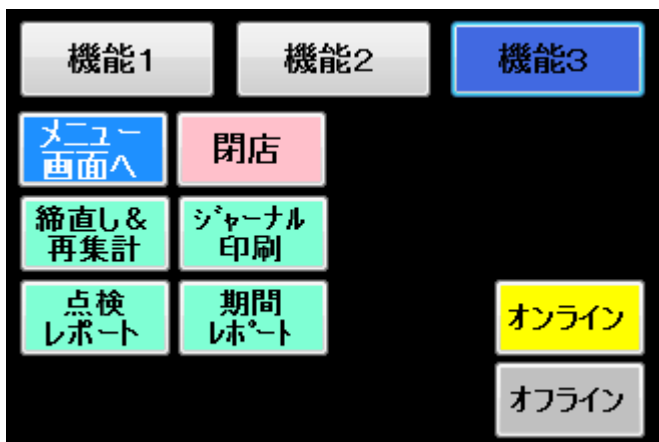 機能1
機能2
機能3
メニュー
画面へ
閉店
締直し&
再集計
ｼﾞｬｰﾅﾙ
印刷
点検
レポート
期間
ﾚﾎﾟｰﾄ
オンライン
オフライン